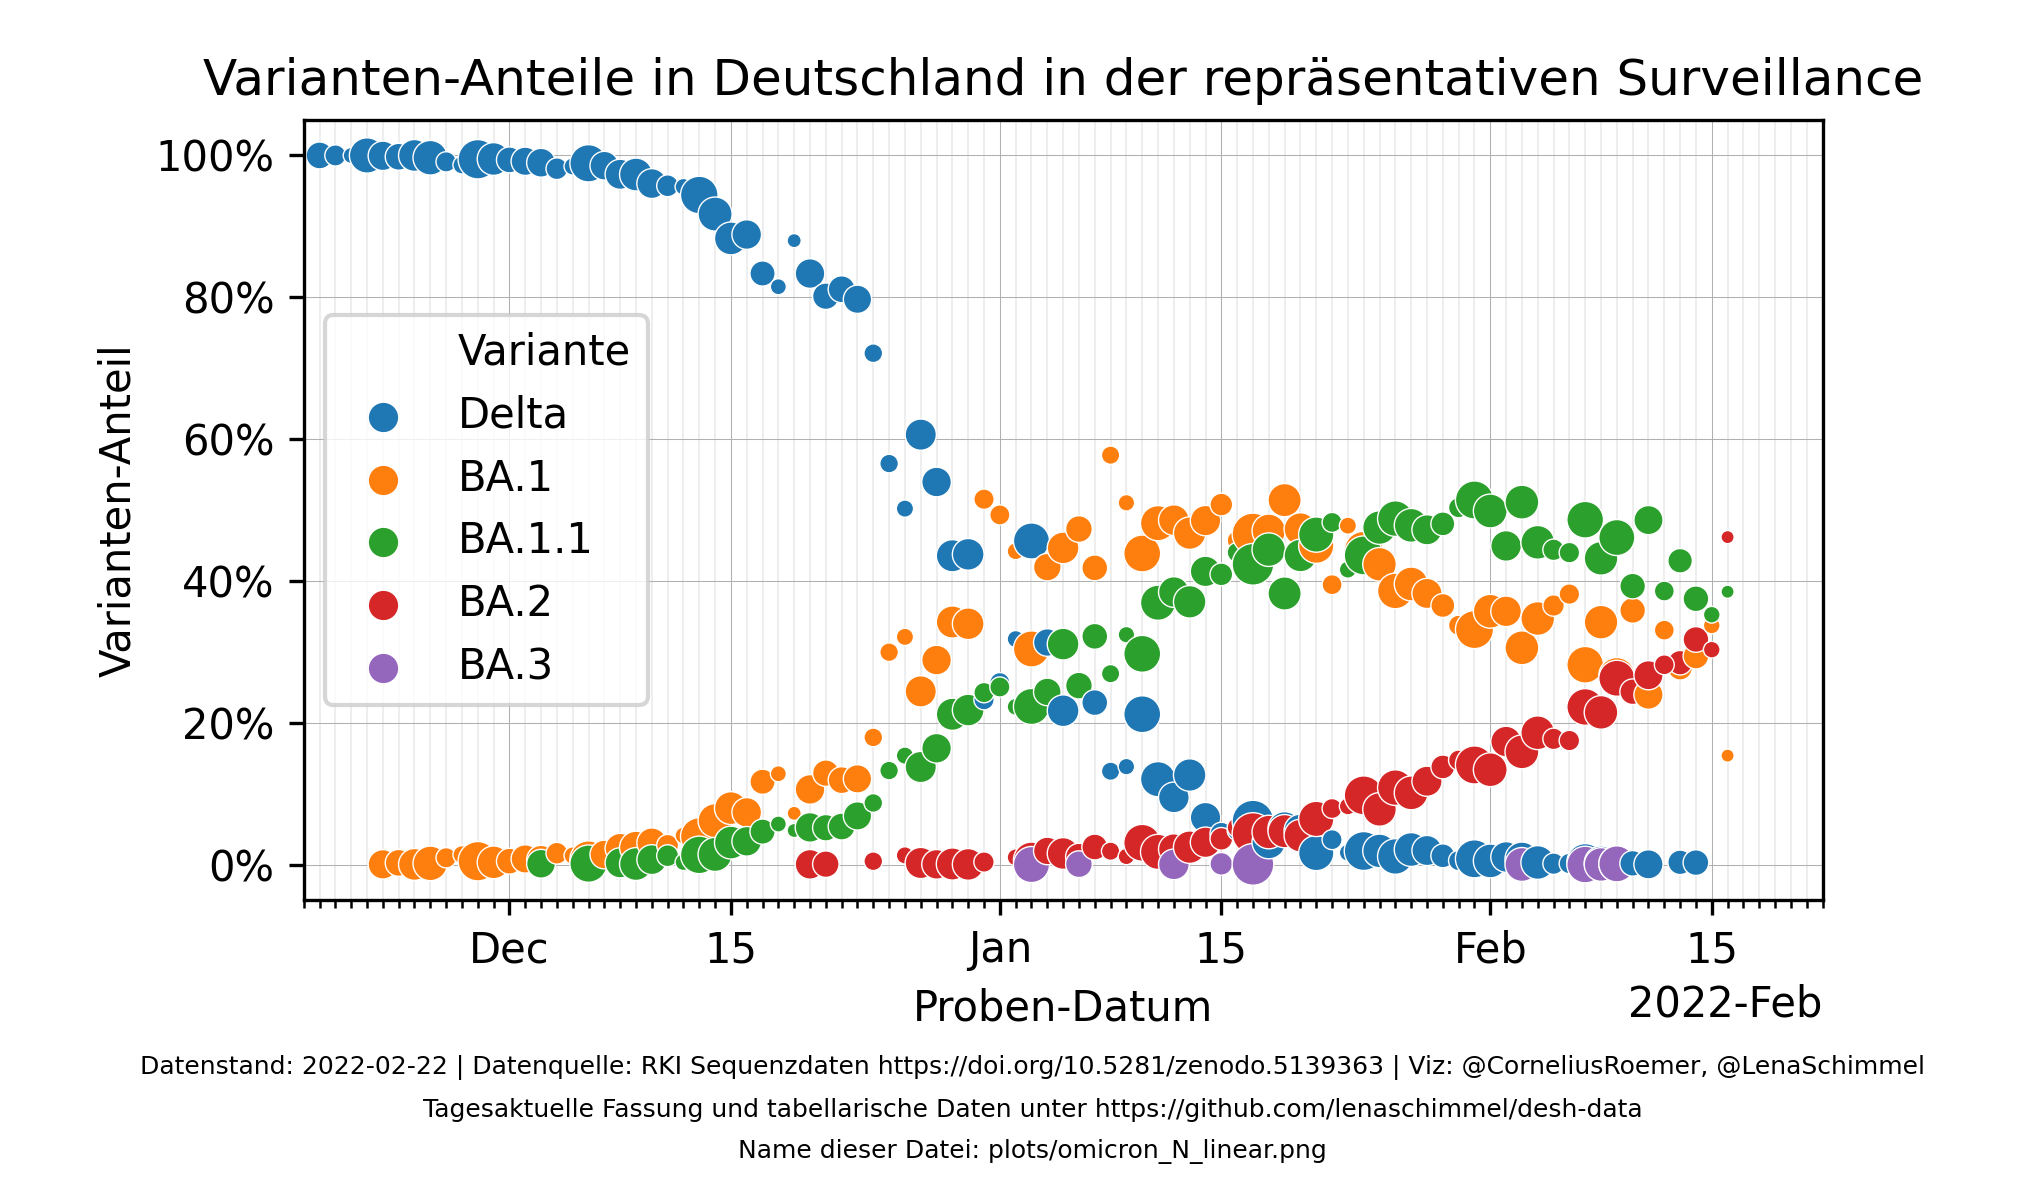 Varianten-Anteile in Deutschland in der repräsentativen Surveillance
Varianten-Anteil
100%
80%
60%
40%
20%
0%
Variante
Delta
BA.1
BA.1.1
BA.2
BA.3
Dec
15
Jan
15
Feb
15
Proben-Datum
2022-Feb
Datenstand: 2022-02-22 | Datenquelle: RKI Sequenzdaten https://doi.org/10.5281/zenodo.5139363 | Viz: @CorneliusRoemer, @LenaSchimmel
Tagesaktuelle Fassung und tabellarische Daten unter https://github.com/lenaschimmel/desh-data
Name dieser Datei: plots/omicron_N_linear.png